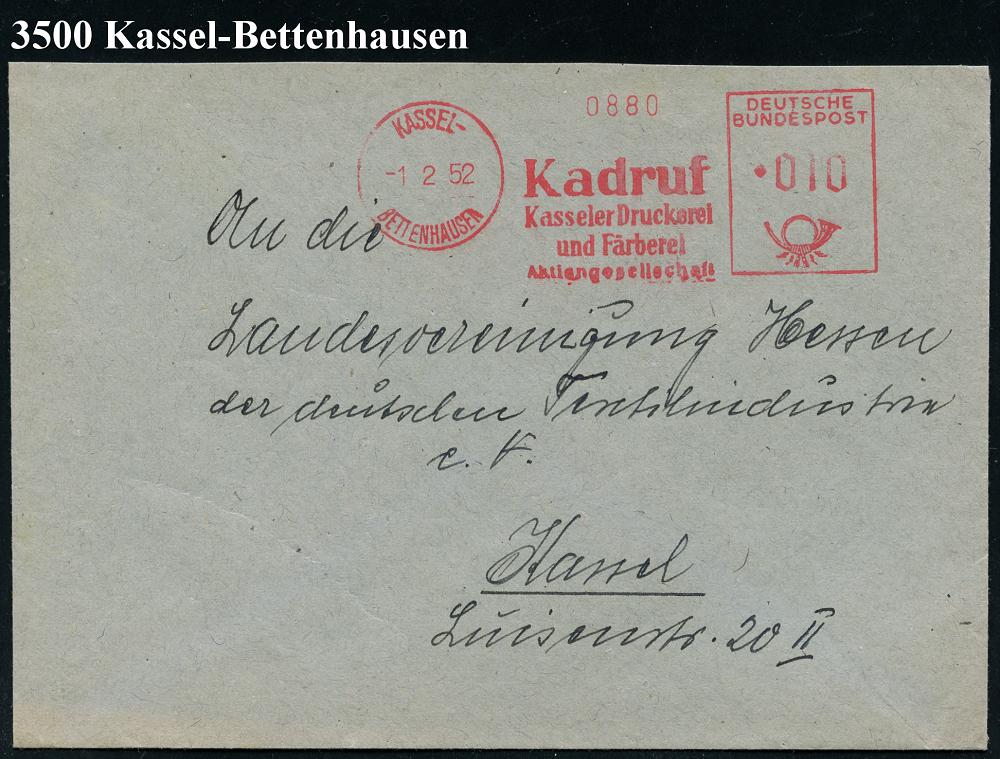 3500 Kassel-Bettenhausen
KASSEL-
-1 2 52
BETTENHAUSEN
0880
Kadruf
Kasseler Druckerei
und Färberei
Aktiengesellschaft
DEUTSCHE
BUNDESPOST
010
An die
Landesvereinigung Hessen
der deutschen Textilindustrie
e. V.
Kassel
Luisenstr. 20 II